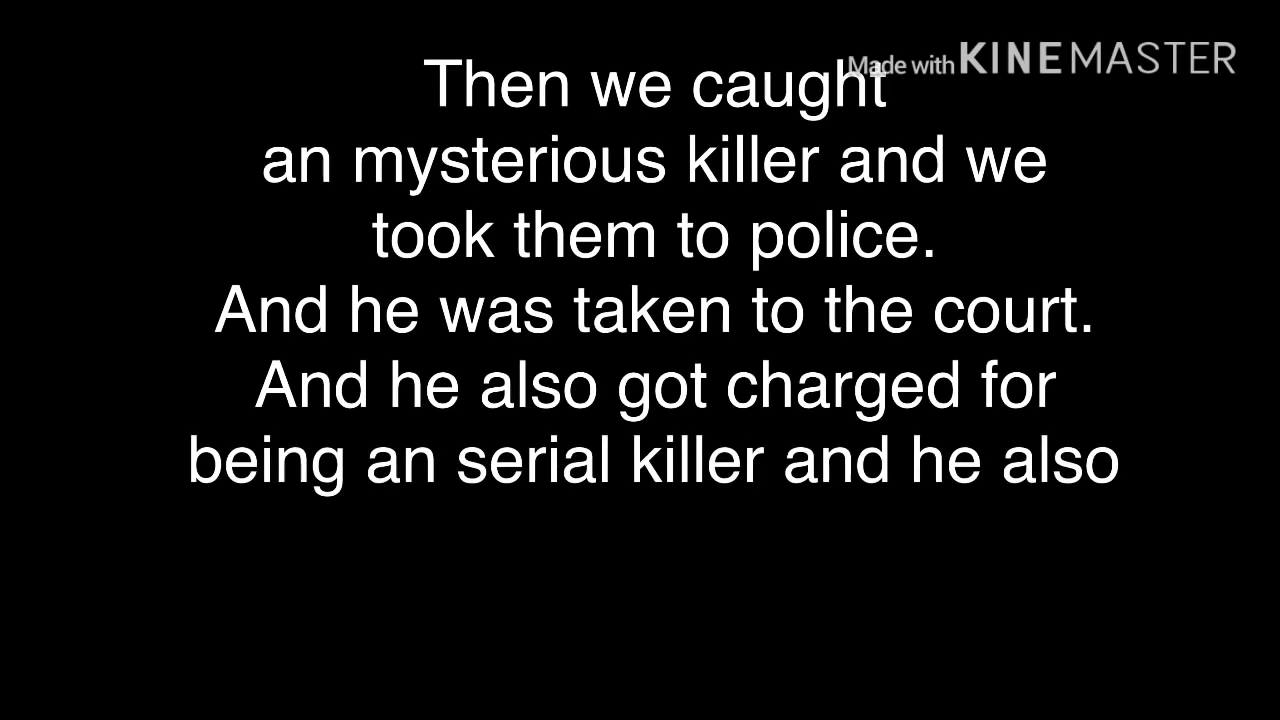 Made with KINEMASTER
Then we caught
an mysterious killer and we
took them to police.
And he was taken to the court.
And he also got charged for
being an serial killer and he also